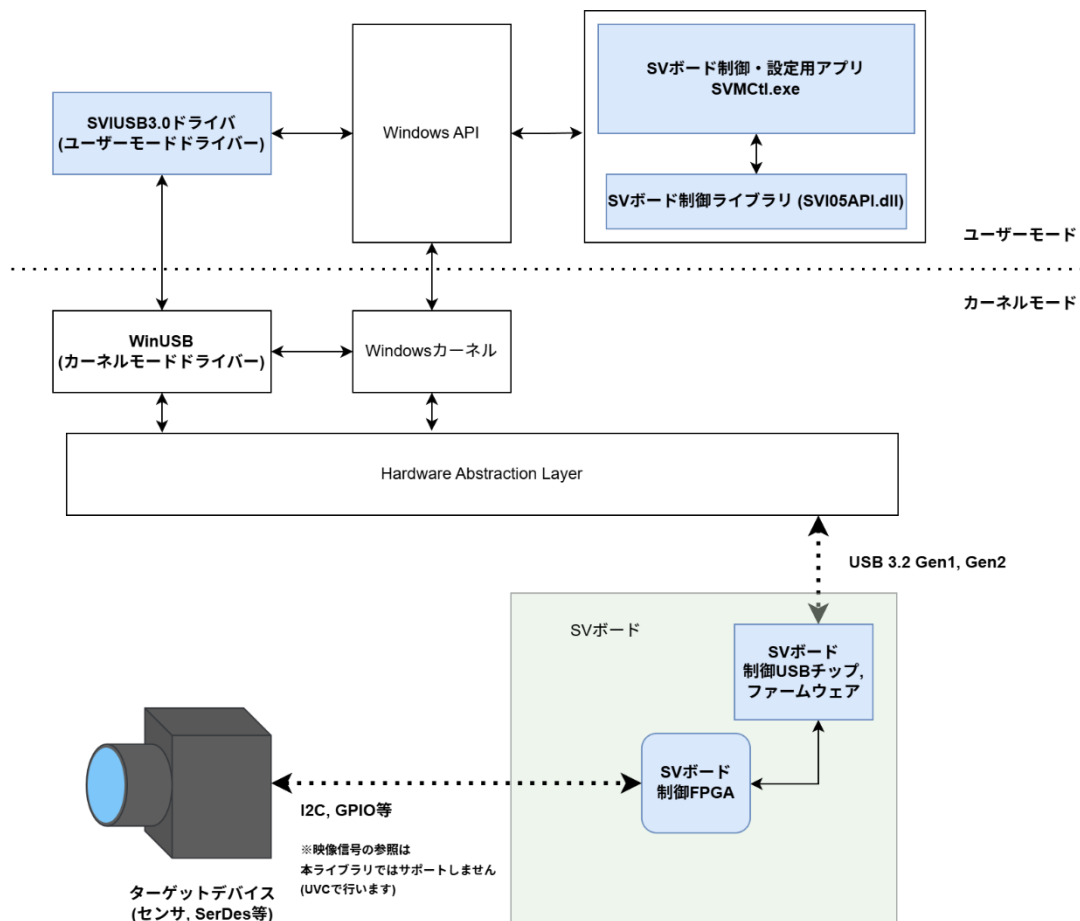 SVボード制御・設定用アプリ
SVMCtl.exe
SVIUSB3.0ドライバ
(ユーザーモードドライバー)
Windows API
SVボード制御ライブラリ (SVI05API.dll)
ユーザーモード
カーネルモード
WinUSB
(カーネルモードドライバー)
Windowsカーネル
Hardware Abstraction Layer
USB 3.2 Gen1, Gen2
SVボード
SVボード
制御USBチップ,
ファームウェア
SVボード
制御FPGA
I2C, GPIO等
※映像信号の参照は
本ライブラリではサポートしません
(UVCで行います)
ターゲットデバイス
(センサ, SerDes等)